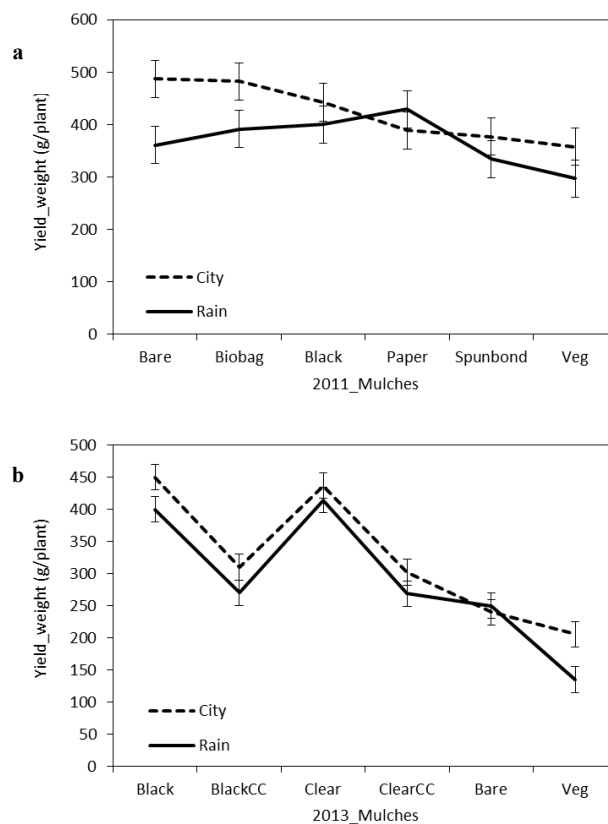 a
Yield_weight (g/plant)
600
500
400
300
200
100
0
City
Rain
Bare Biobag Black Paper Spunbond Veg
2011_Mulches
b
Yield_weight (g/plant)
500
450
400
350
300
250
200
150
100
50
0
City
Rain
Black BlackCC Clear ClearCC Bare Veg
2013_Mulches